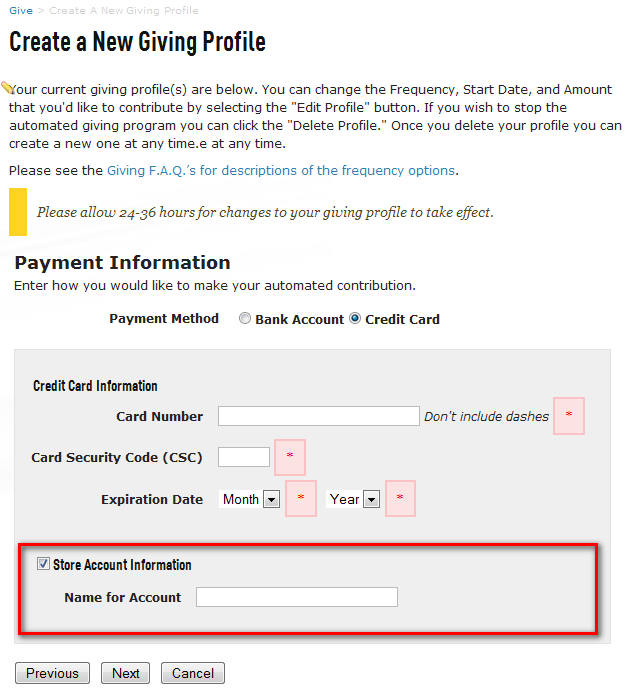 Give > Create A New Giving Profile
Create a New Giving Profile
Your current giving profile(s) are below. You can change the Frequency, Start Date, and Amount
that you'd like to contribute by selecting the "Edit Profile" button. If you wish to stop the
automated giving program you can click the "Delete Profile." Once you delete your profile you can
create a new one at any time.e at any time.
Please see the Giving F.A.Q.'s for descriptions of the frequency options.
Please allow 24-36 hours for changes to your giving profile to take effect.
Payment Information
Enter how you would like to make your automated contribution.
Payment Method Bank Account Credit Card
Credit Card Information
Card Number Don't include dashes *
Card Security Code (CSC) *
Expiration Date Month * Year *
Store Account Information
Name for Account
Previous Next Cancel